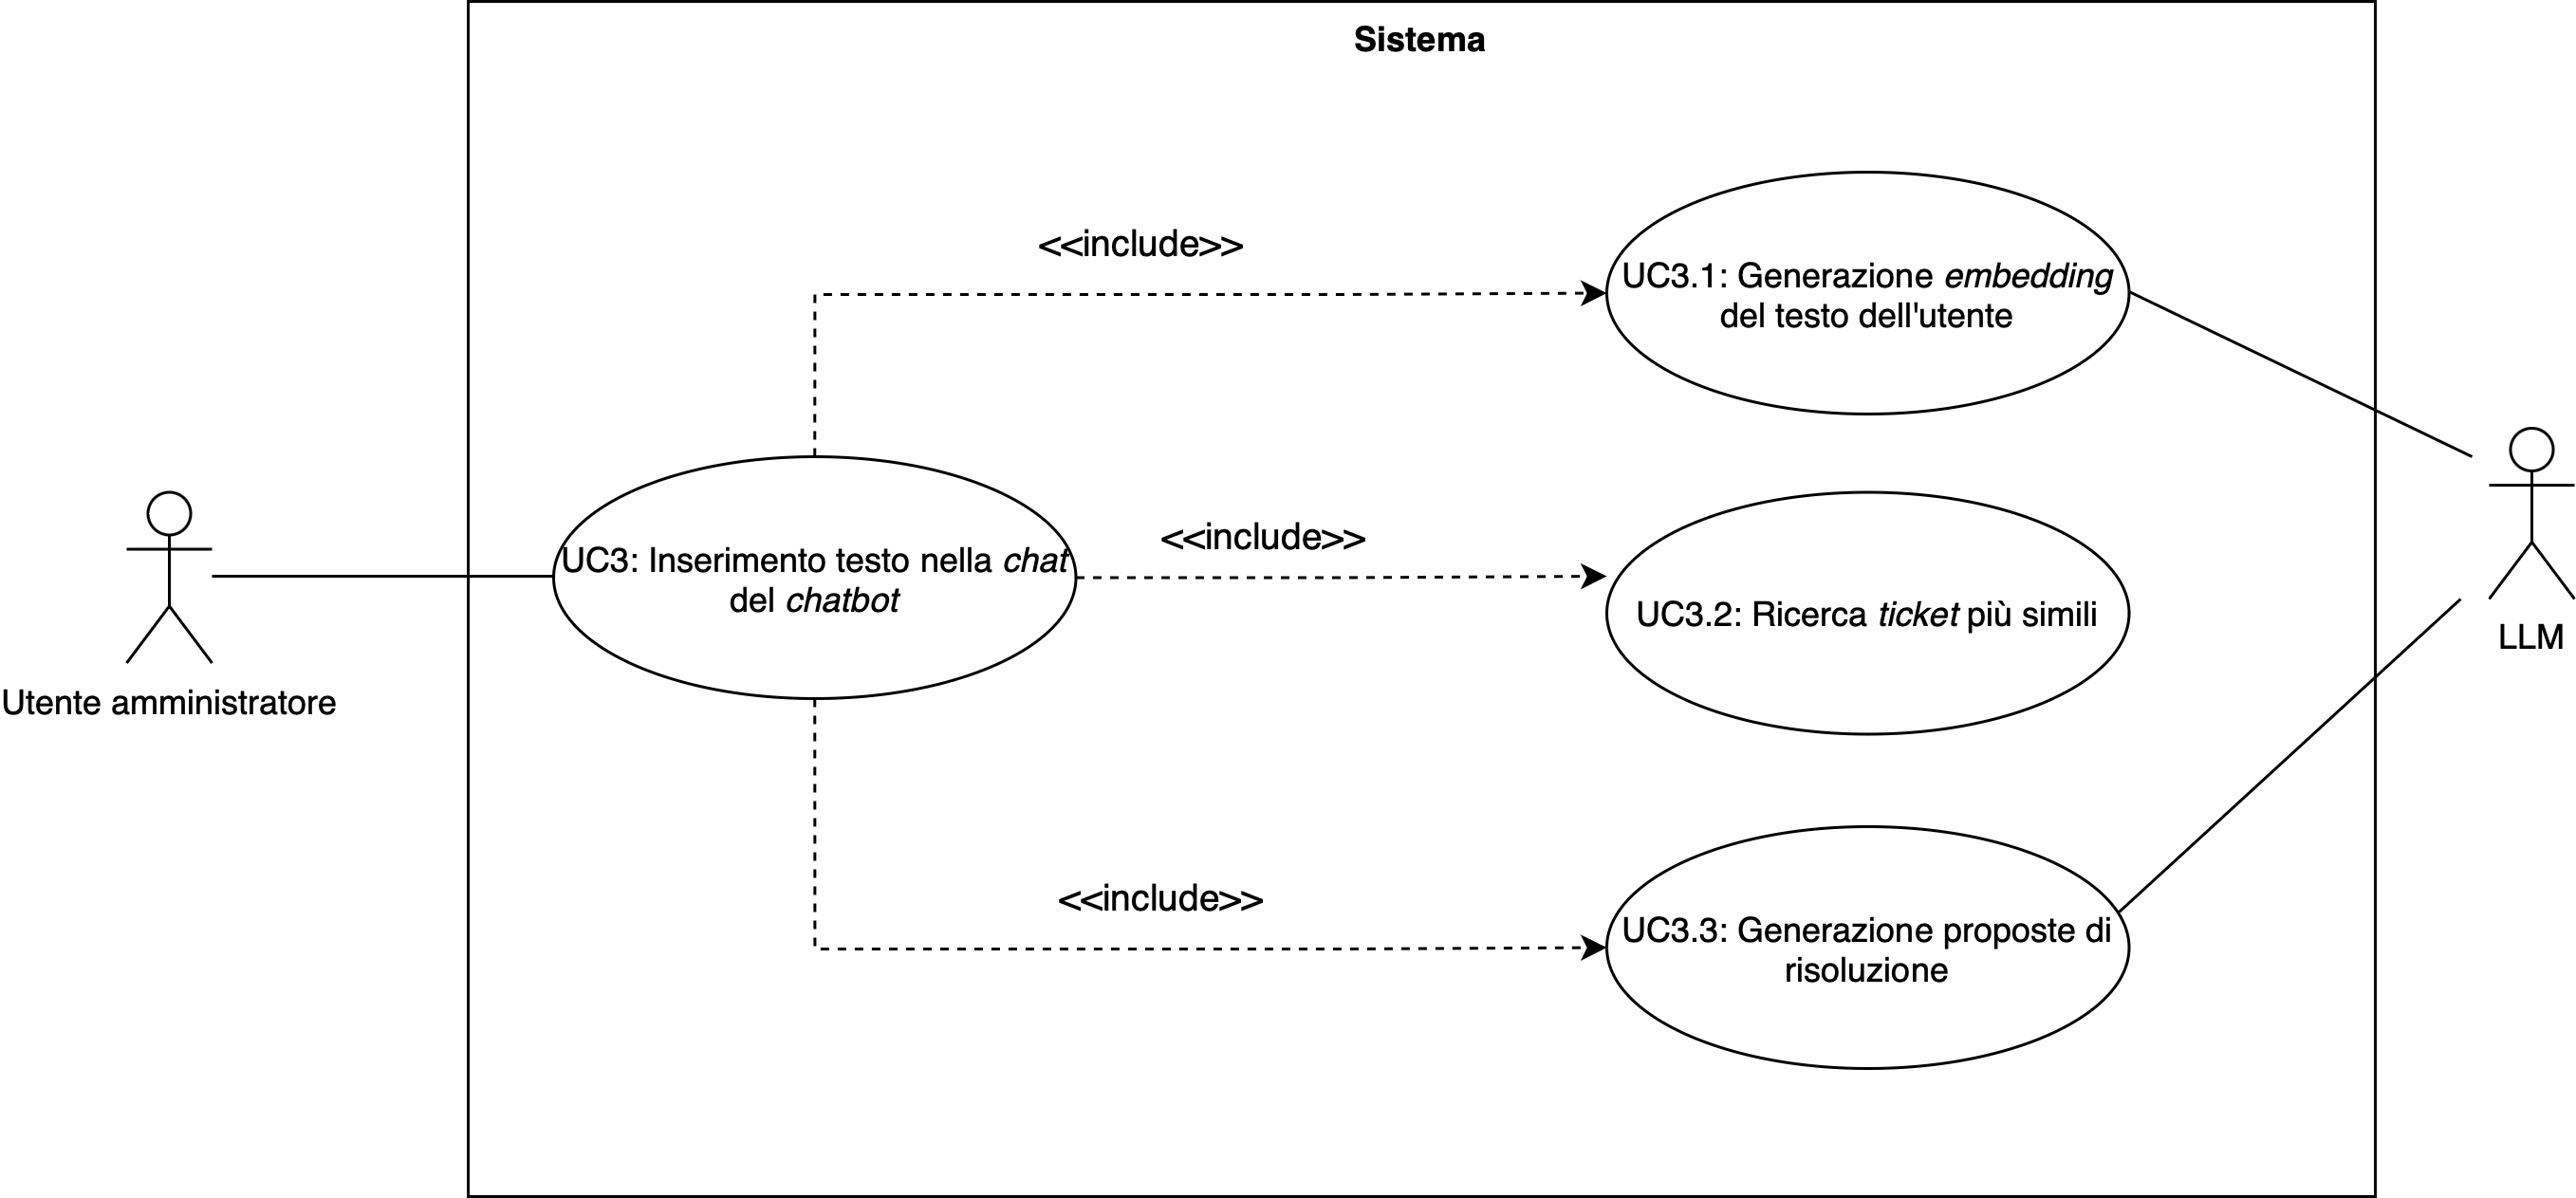 Sistema
<<include>>
UC3.1: Generazione embedding
del testo dell'utente
<<include>>
UC3: Inserimento testo nella chat
del chatbot
UC3.2: Ricerca ticket più simili
LLM
Utente amministratore
<<include>>
UC3.3: Generazione proposte di
risoluzione